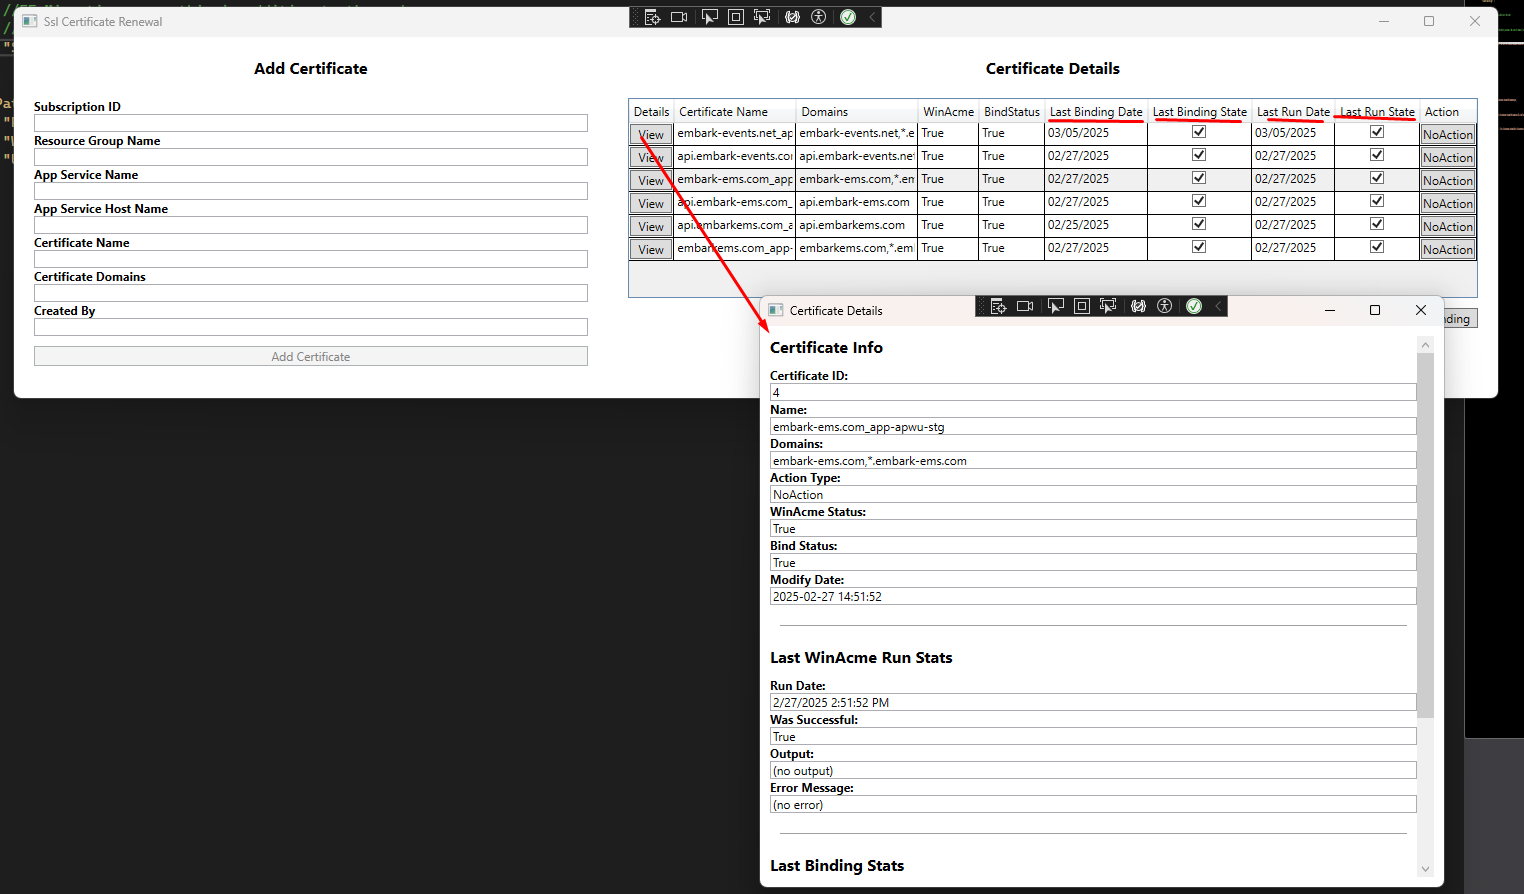 Ssl Certificate Renewal
Add Certificate
Subscription ID
Resource Group Name
App Service Name
App Service Host Name
Certificate Name
Certificate Domains
Created By
Add Certificate
Certificate Details
Details Certificate Name Domains WinAcme BindStatus Last Binding Date Last Binding State Last Run Date Last Run State Action
View embark-events.net_ap embark-events.net,*.e True True 03/05/2025 03/05/2025 NoAction
View api.embark-events.co api.embark-events.net True True 02/27/2025 02/27/2025 NoAction
View embark-ems.com_app embark-ems.com,*.em True True 02/27/2025 02/27/2025 NoAction
View api.embark-ems.com_ api.embark-ems.com True True 02/27/2025 02/27/2025 NoAction
View api.embarkems.com_a api.embarkems.com True True 02/25/2025 02/27/2025 NoAction
View embarkems.com_app- embarkems.com,*.em True True 02/27/2025 02/27/2025 NoAction
nding
Certificate Details
Certificate Info
Certificate ID:
4
Name:
embark-ems.com_app-apwu-stg
Domains:
embark-ems.com,*.embark-ems.com
Action Type:
NoAction
WinAcme Status:
True
Bind Status:
True
Modify Date:
2025-02-27 14:51:52
Last WinAcme Run Stats
Run Date:
2/27/2025 2:51:52 PM
Was Successful:
True
Output:
(no output)
Error Message:
(no error)
Last Binding Stats